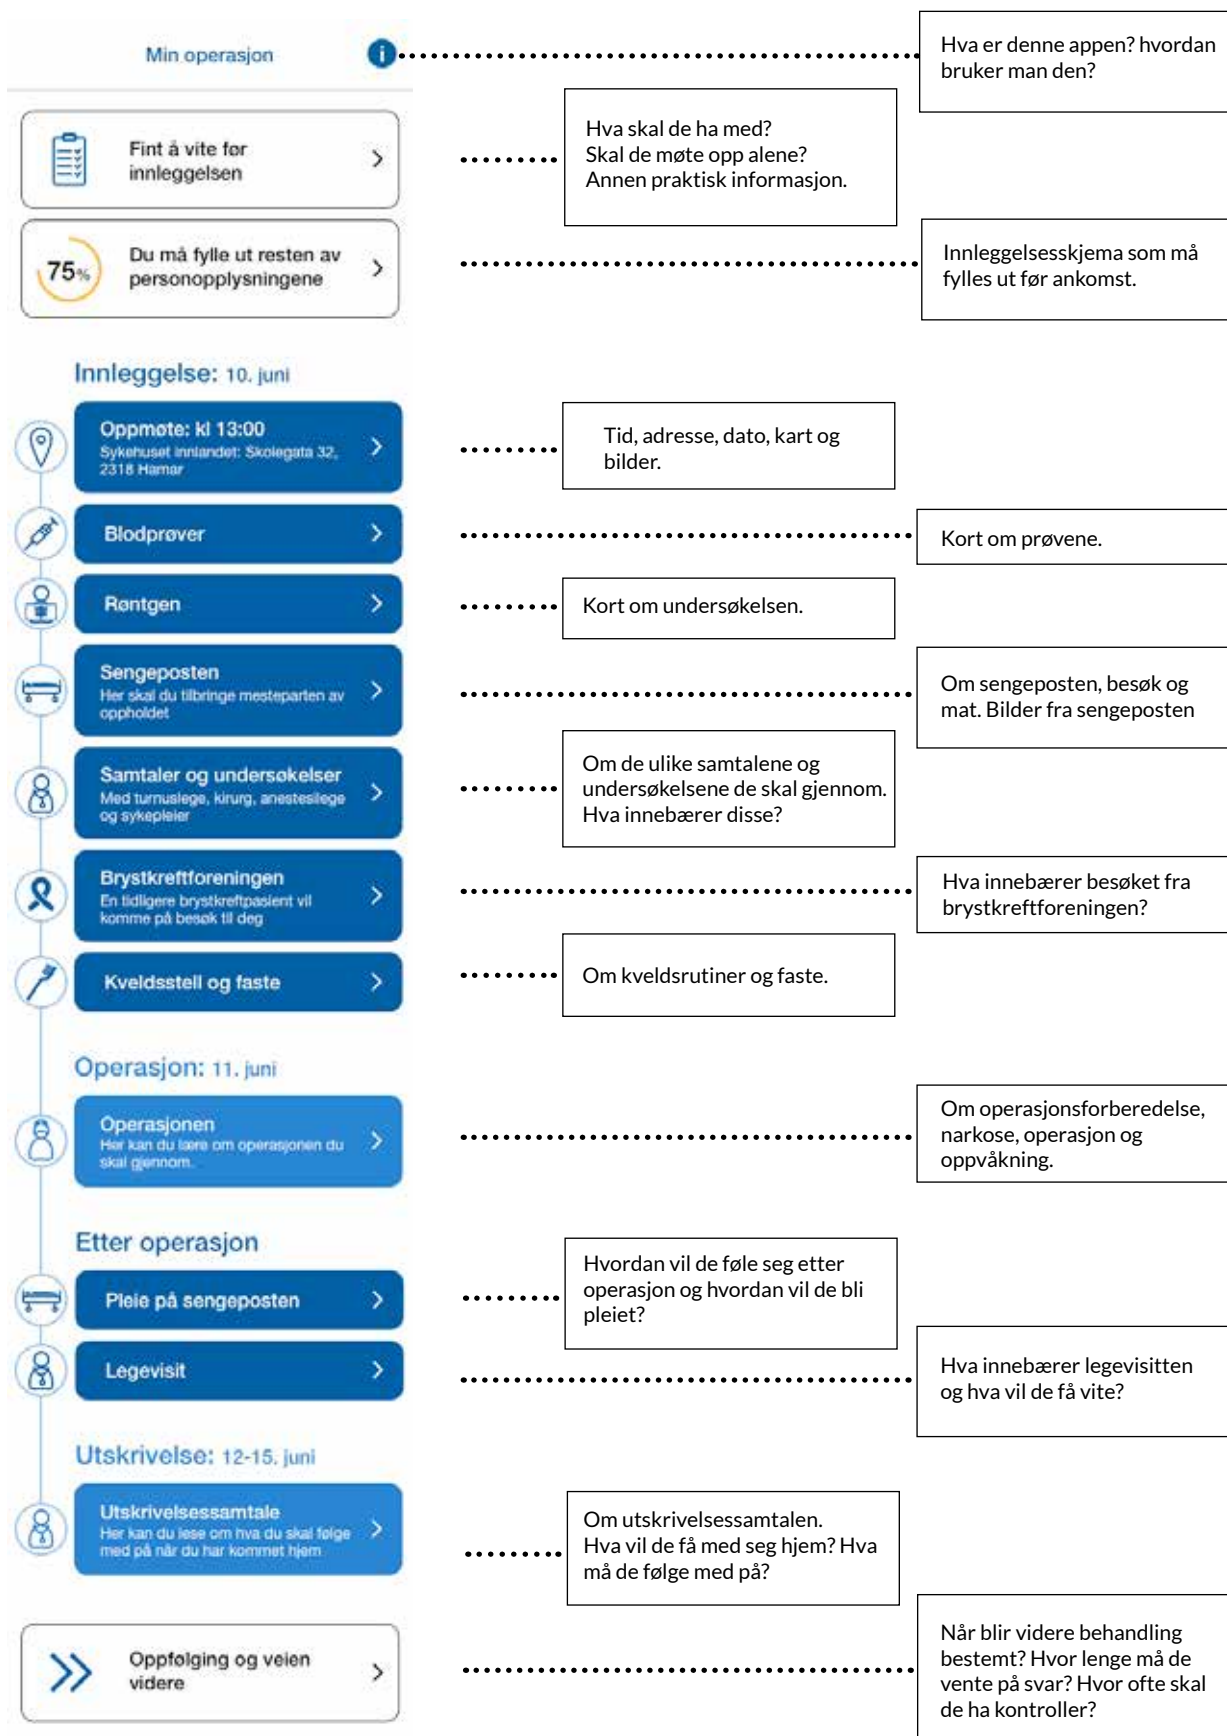 Min operasjon
i
Hva er denne appen? hvordan
bruker man den?
Fint å vite før
innleggelsen
Hva skal de ha med?
Skal de møte opp alene?
Annen praktisk informasjon.
75%
Du må fylle ut resten av
personopplysningene
Innleggelsesskjema som må
fylles ut før ankomst.
Innleggelse: 10. juni
Oppmøte: kl 13:00
Sykehuset Innlandet: Skolegata 32,
2318 Hamar
Tid, adresse, dato, kart og
bilder.
Blodprøver
Kort om prøvene.
Røntgen
Kort om undersøkelsen.
Sengeposten
Her skal du tilbringe mesteparten av
oppholdet
Om sengeposten, besøk og
mat. Bilder fra sengeposten
Samtaler og undersøkelser
Med turnuslege, kirurg, anestesilege
og sykepleier
Om de ulike samtalene og
undersøkelsene de skal gjennom.
Hva innebærer disse?
Brystkreftforeningen
En tidligere brystkreftpasient vil
komme på besøk til deg
Hva innebærer besøket fra
brystkreftforeningen?
Kveldsstell og faste
Om kveldsrutiner og faste.
Operasjon: 11. juni
Operasjonen
Her kan du lære om operasjonen du
skal gjennom.
Om operasjonsforberedelse,
narkose, operasjon og
oppvåkning.
Etter operasjon
Pleie på sengeposten
Hvordan vil de føle seg etter
operasjon og hvordan vil de bli
pleiet?
Legevisit
Hva innebærer legevisitten
og hva vil de få vite?
Utskrivelse: 12-15. juni
Utskrivelsessamtale
Her kan du lese om hva du skal følge
med på når du har kommet hjem
Om utskrivelsessamtalen.
Hva vil de få med seg hjem? Hva
må de følge med på?
Oppfølging og veien
videre
Når blir videre behandling
bestemt? Hvor lenge må de
vente på svar? Hvor ofte skal
de ha kontroller?